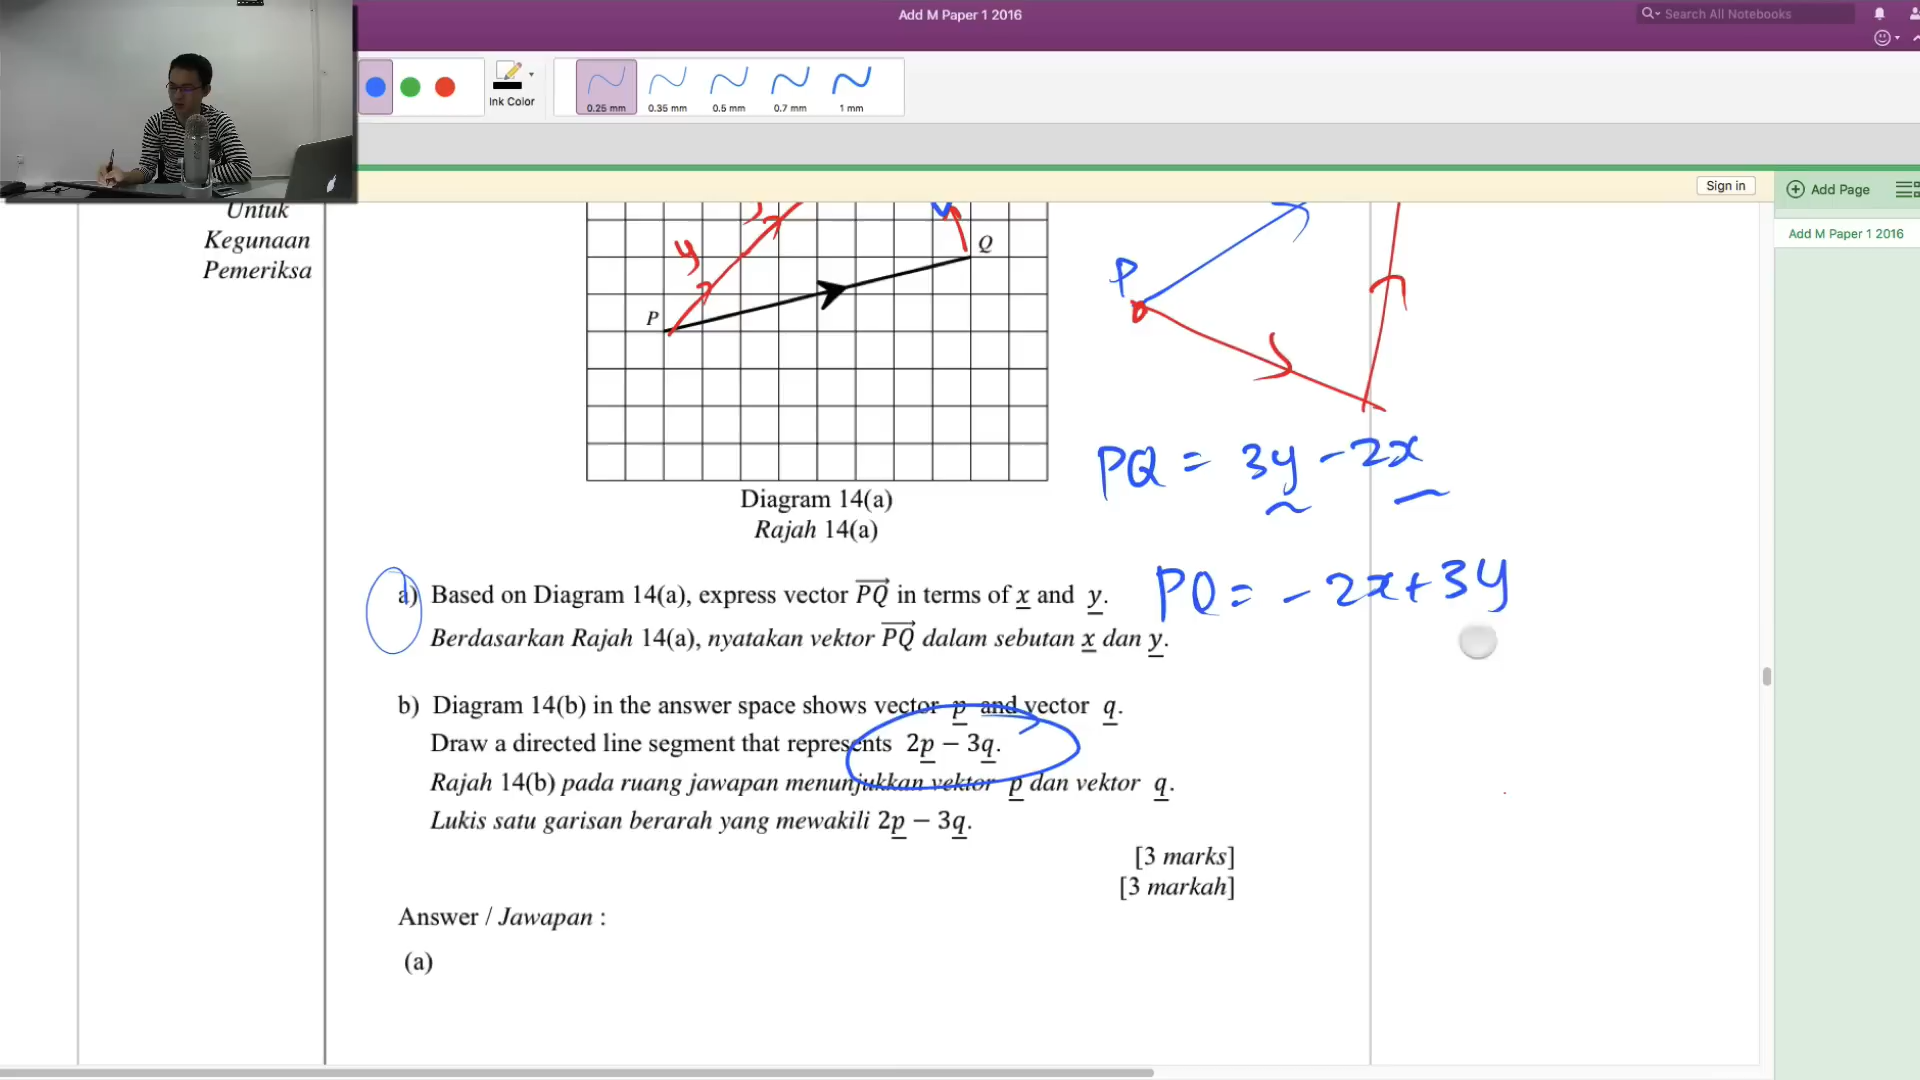 Add M Paper 1 2016
Search All Notebooks
Ink Color
0.25 mm 0.35 mm 0.5 mm 0.7 mm 1 mm
Sign in
Add Page
Add M Paper 1 2016
Untuk
Kegunaan
Pemeriksa
y
Q
P
P
PQ = 3y - 2x
Diagram 14(a)
Rajah 14(a)
a) Based on Diagram 14(a), express vector PQ in terms of x and y.
PQ = - 2x + 3y
Berdasarkan Rajah 14(a), nyatakan vektor PQ dalam sebutan x dan y.
b) Diagram 14(b) in the answer space shows vector p and vector q.
Draw a directed line segment that represents 2p − 3q.
Rajah 14(b) pada ruang jawapan menunjukkan vektor p dan vektor q.
Lukis satu garisan berarah yang mewakili 2p − 3q.
[3 marks]
[3 markah]
Answer / Jawapan :
(a)